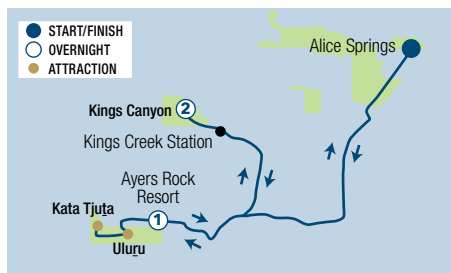 START/FINISH
OVERNIGHT
ATTRACTION
Alice Springs
Kings Canyon 2
Kings Creek Station
Ayers Rock
Resort
1
Kata Tjuṯa
Uluṟu